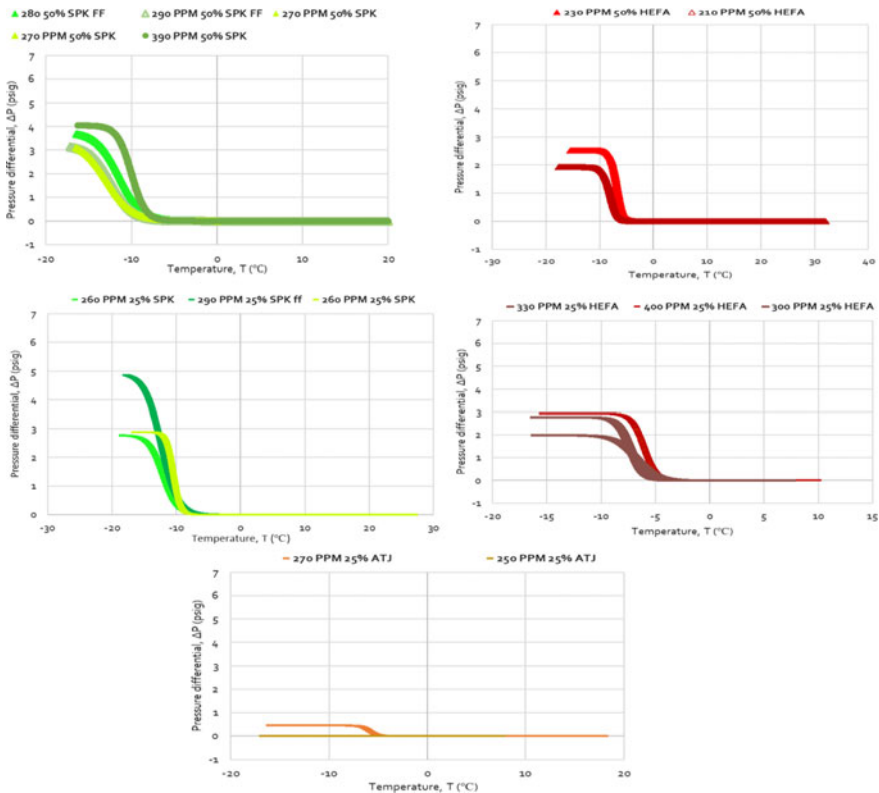 280 50% SPK FF 290 PPM 50% SPK FF 270 PPM 50% SPK
270 PPM 50% SPK 390 PPM 50% SPK
Pressure differential, ΔP (psig)
7
6
5
4
3
2
1
0
-1
-20 -10 0 10 20
Temperature, T (°C)
230 PPM 50% HEFA 210 PPM 50% HEFA
Pressure differential, ΔP (psig)
7
6
5
4
3
2
1
0
-1
-20 -10 0 10 20 30 40
Temperature, T (°C)
260 PPM 25% SPK 290 PPM 25% SPK ff 260 PPM 25% SPK
Pressure differential, ΔP (psig)
7
6
5
4
3
2
1
0
-30 -20 -10 0 10 20 30
Temperature, T (°C)
330 PPM 25% HEFA 400 PPM 25% HEFA 300 PPM 25% HEFA
Pressure differential, ΔP (psig)
7
6
5
4
3
2
1
0
-1
-20 -15 -10 -5 0 5 10 15
Temperature, T (°C)
270 PPM 25% ATJ 250 PPM 25% ATJ
Pressure differential, ΔP (psig)
7
6
5
4
3
2
1
0
-1
-20 -10 0 10 20
Temperature, T (°C)